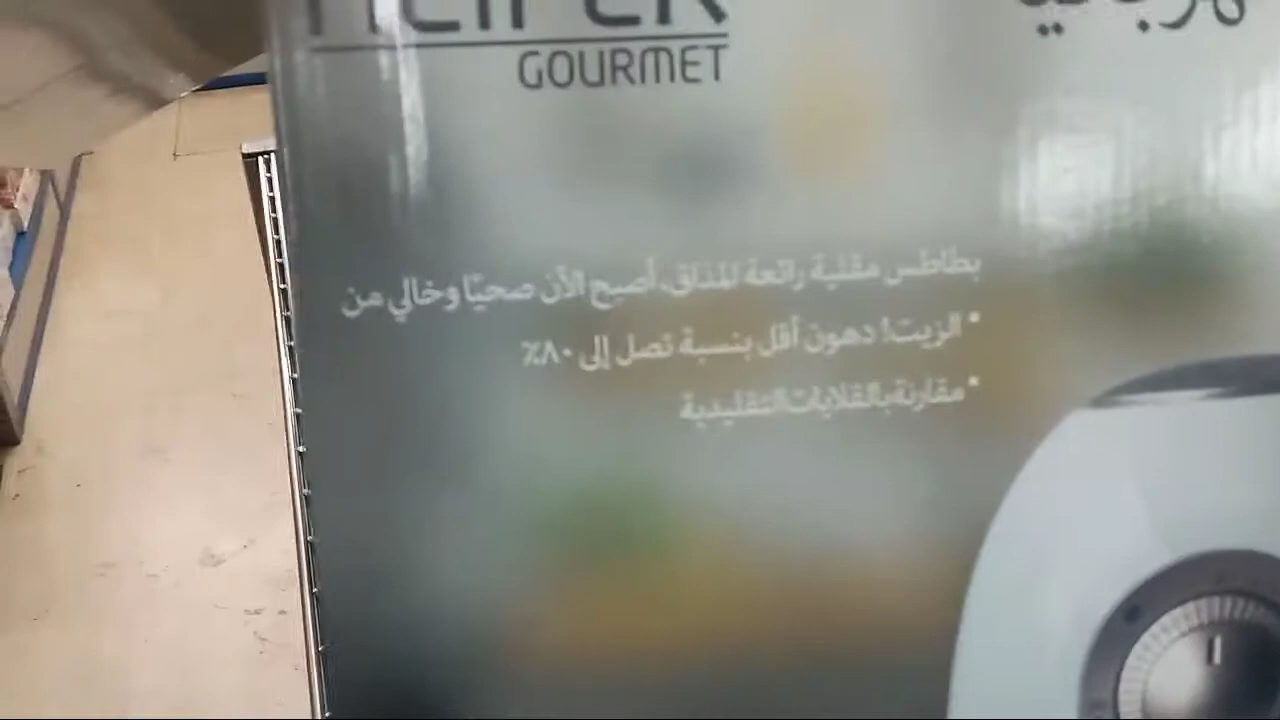 GOURMET
بطاطس مقلية رائعة المذاق، أصبح الآن صحيًا وخالي من
* الزيت! دهون أقل بنسبة تصل إلى ٨٠٪
* مقارنة بالقلايات التقليدية